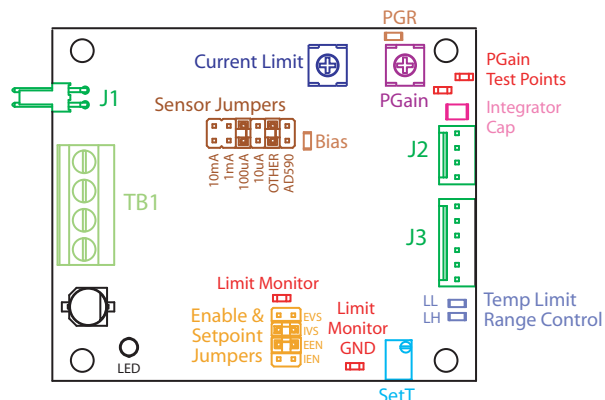 PGR
Current Limit
PGain
PGain
Test Points
J1
Sensor Jumpers
Integrator
Cap
Bias
10mA
1mA
100uA
10uA
OTHER
AD590
J2
TB1
J3
Limit Monitor
Enable &
Setpoint
Jumpers
EVS
IVS
EEN
IEN
Limit
Monitor
GND
LL
LH
Temp Limit
Range Control
LED
SetT